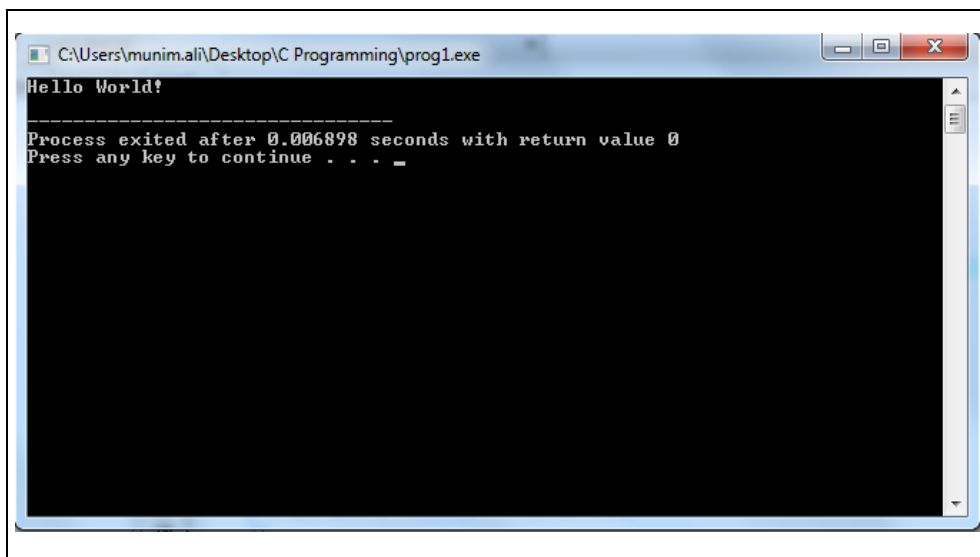 C:\Users\munim.ali\Desktop\C Programming\prog1.exe
Hello World!
--------------------------------
Process exited after 0.006898 seconds with return value 0
Press any key to continue . . . _